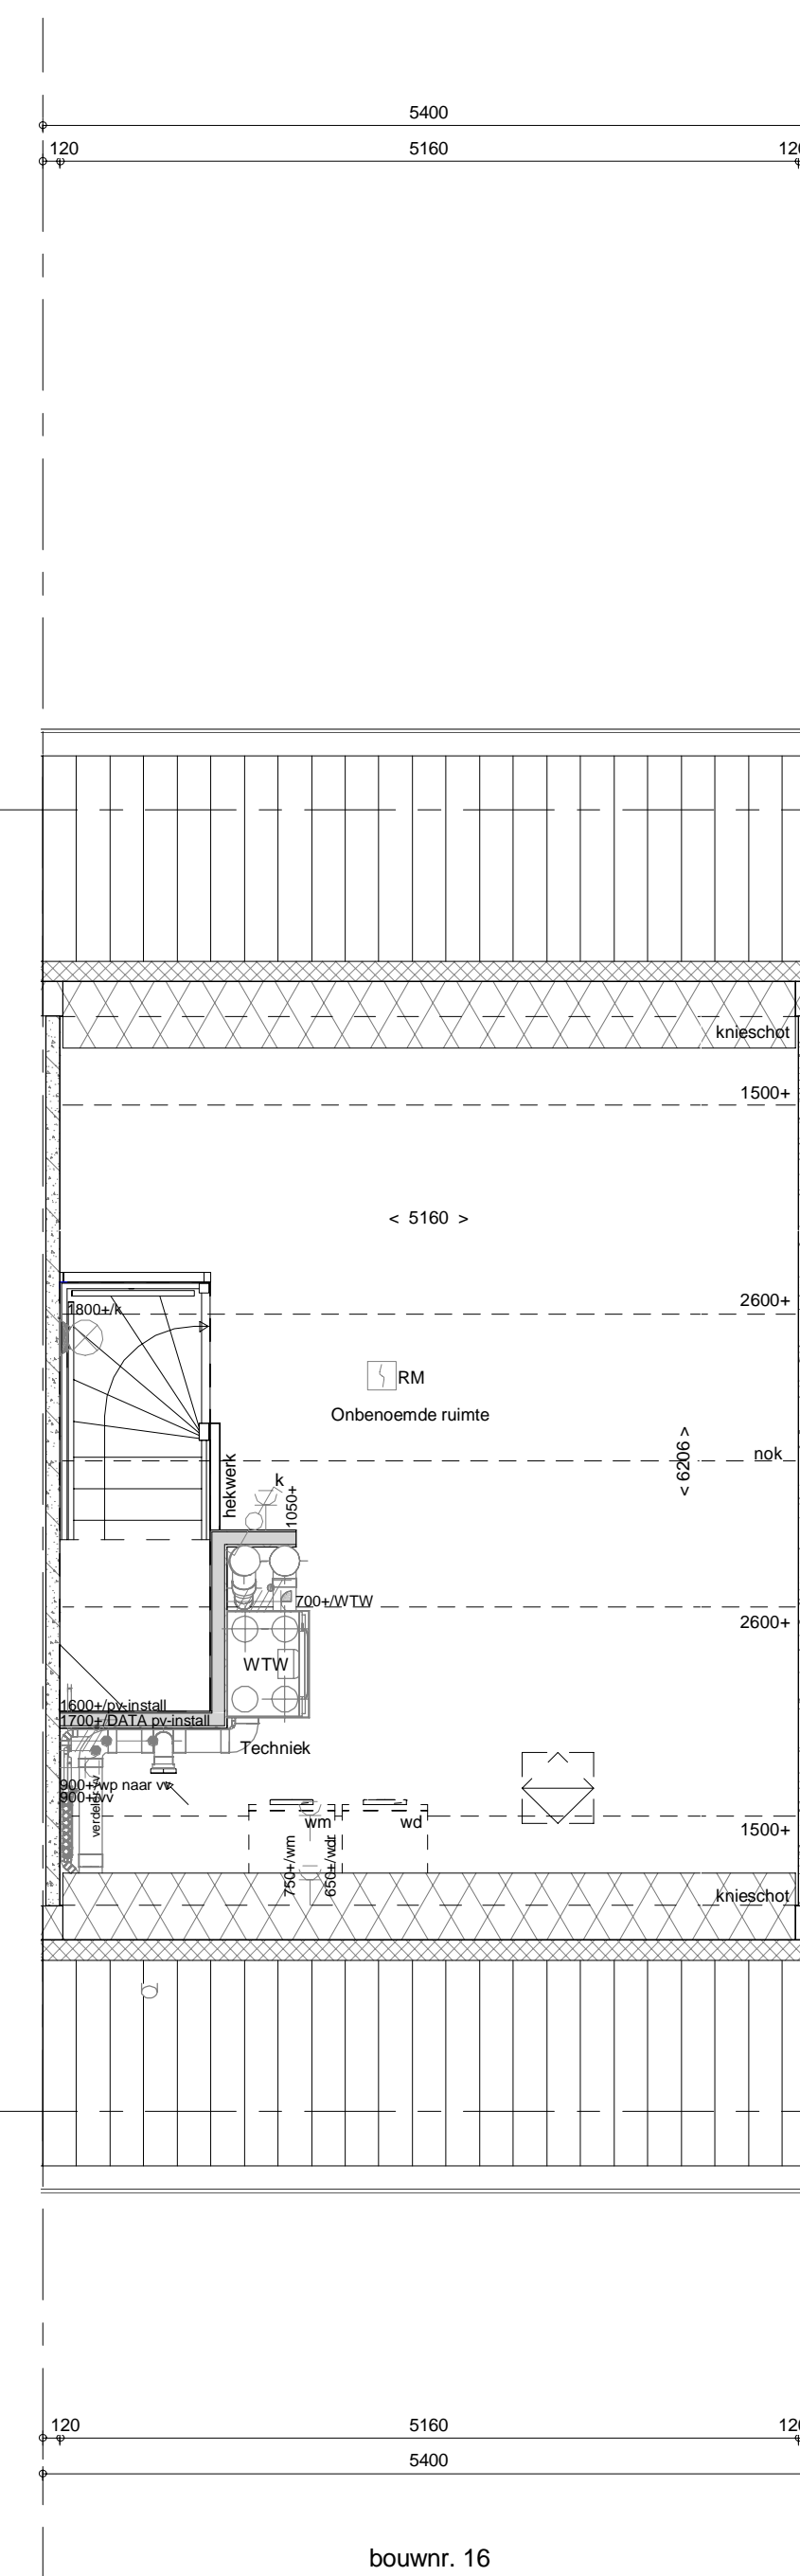 5400
120 5160 120
knieschot
1500+
< 5160 >
2600+
1800+/k
RM
Onbenoemde ruimte
nok
< 6206 >
hekwerk
k
1050+
700+/WTW
2600+
WTW
1600+/pv-install
1700+/DATA pv-install
Techniek
900+/wp naar vv
900+/vv
verdeler vv
wm
wd
1500+
750+/wm
650+/wdr
knieschot
120 5160 120
5400
bouwnr. 16